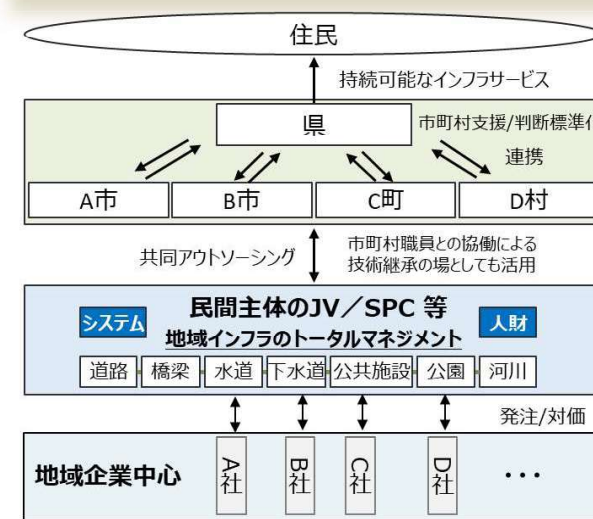 住民
持続可能なインフラサービス
県
市町村支援/判断標準化
連携
A市
B市
C町
D村
共同アウトソーシング
市町村職員との協働による
技術継承の場としても活用
民間主体のJV／SPC 等
システム
人財
地域インフラのトータルマネジメント
道路
橋梁
水道
下水道
公共施設
公園
河川
発注/対価
地域企業中心
A社
B社
C社
D社
・・・